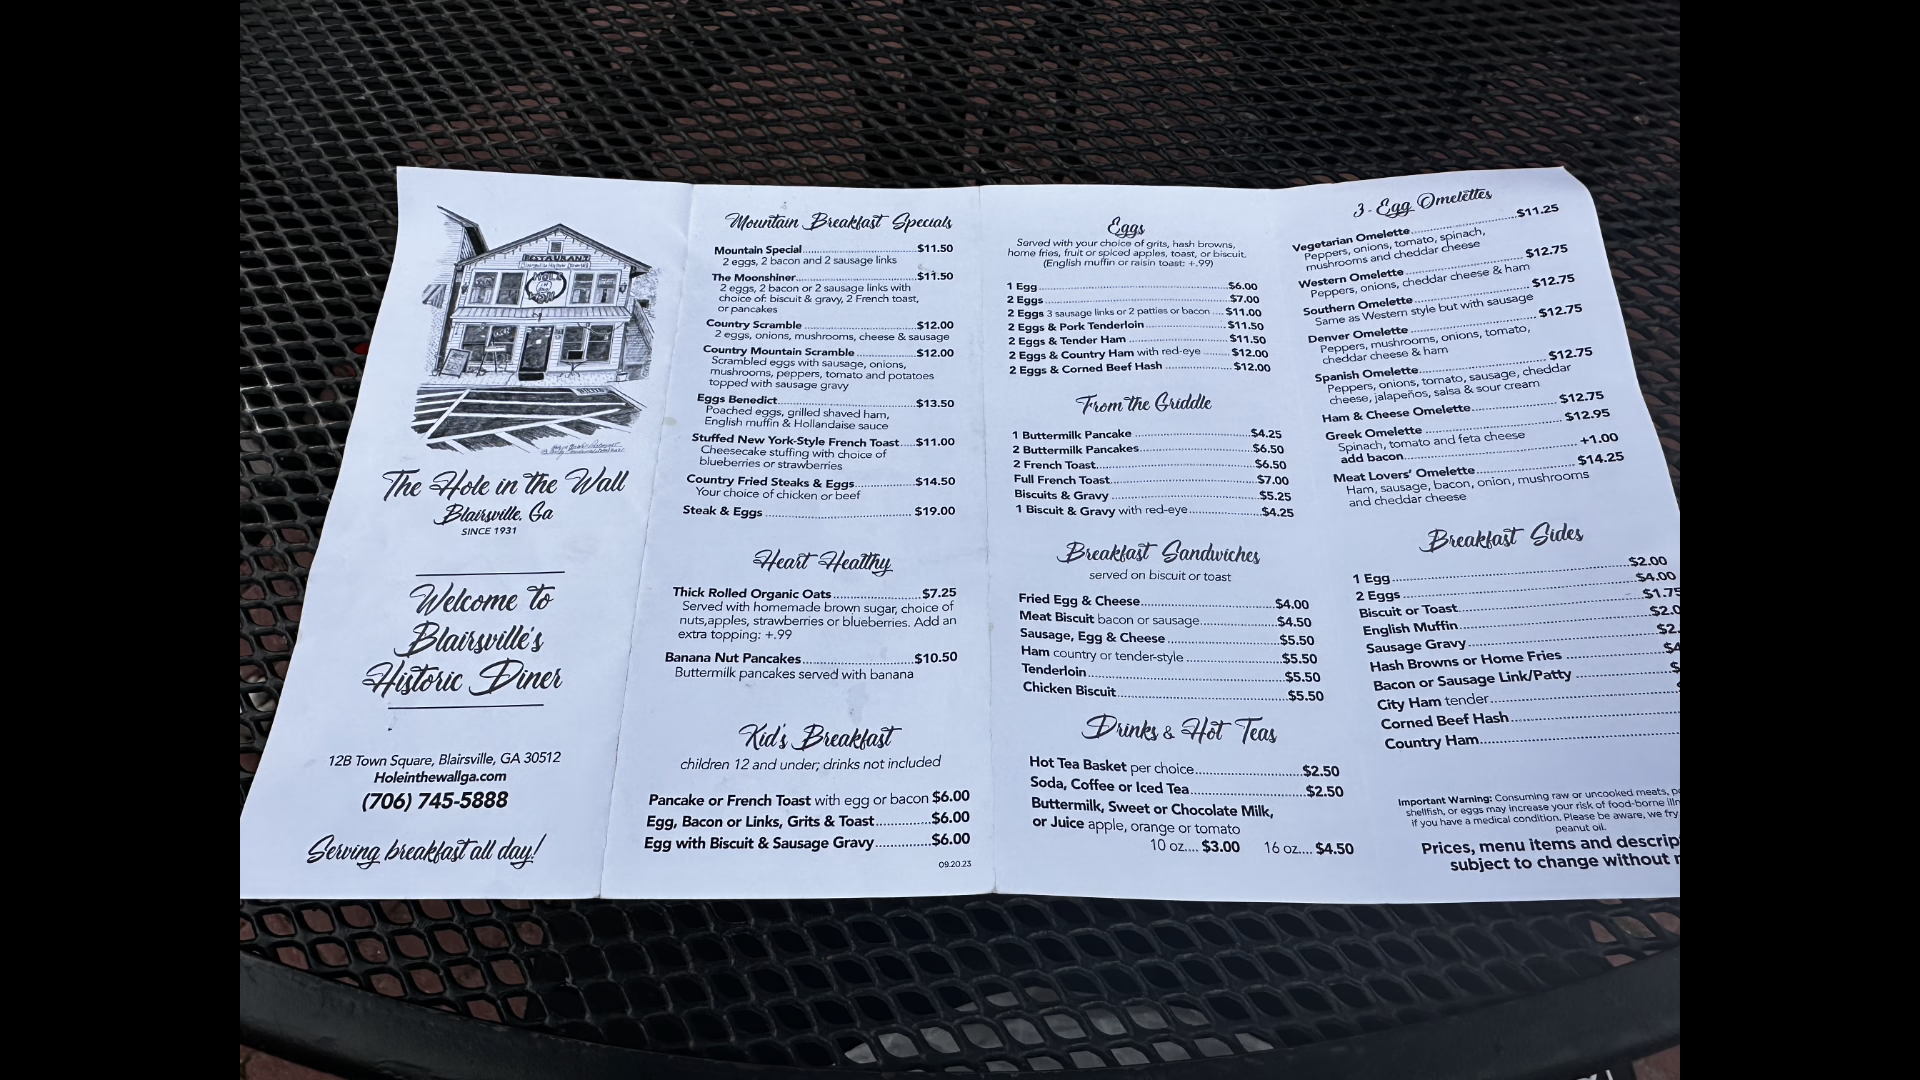 RESTAURANT
The Hole in the Wall
Blairsville, Ga
SINCE 1931
Welcome to
Blairsville's
Historic Diner
12B Town Square, Blairsville, GA 30512
Holeinthewallga.com
(706) 745-5888
Serving breakfast all day!
Mountain Breakfast Specials
Mountain Special.....$11.50
2 eggs, 2 bacon and 2 sausage links
The Moonshiner.....$11.50
2 eggs, 2 bacon or 2 sausage links with
choice of: biscuit & gravy, 2 French toast,
or pancakes
Country Scramble.....$12.00
2 eggs, onions, mushrooms, cheese & sausage
Country Mountain Scramble.....$12.00
Scrambled eggs with sausage, onions,
mushrooms, peppers, tomato and potatoes
topped with sausage gravy
Eggs Benedict.....$13.50
Poached eggs, grilled shaved ham,
English muffin & Hollandaise sauce
Stuffed New York-Style French Toast.....$11.00
Cheesecake stuffing with choice of
blueberries or strawberries
Country Fried Steaks & Eggs.....$14.50
Your choice of chicken or beef
Steak & Eggs.....$19.00
Heart Healthy
Thick Rolled Organic Oats.....$7.25
Served with homemade brown sugar, choice of
nuts,apples, strawberries or blueberries. Add an
extra topping: +.99
Banana Nut Pancakes.....$10.50
Buttermilk pancakes served with banana
Kid's Breakfast
children 12 and under; drinks not included
Pancake or French Toast with egg or bacon $6.00
Egg, Bacon or Links, Grits & Toast.....$6.00
Egg with Biscuit & Sausage Gravy.....$6.00
09.20.23
Eggs
Served with your choice of grits, hash browns,
home fries, fruit or spiced apples, toast, or biscuit.
(English muffin or raisin toast: +.99)
1 Egg.....$6.00
2 Eggs.....$7.00
2 Eggs 3 sausage links or 2 patties or bacon.....$11.00
2 Eggs & Pork Tenderloin.....$11.50
2 Eggs & Tender Ham.....$11.50
2 Eggs & Country Ham with red-eye.....$12.00
2 Eggs & Corned Beef Hash.....$12.00
From the Griddle
1 Buttermilk Pancake.....$4.25
2 Buttermilk Pancakes.....$6.50
2 French Toast.....$6.50
Full French Toast.....$7.00
Biscuits & Gravy.....$5.25
1 Biscuit & Gravy with red-eye.....$4.25
Breakfast Sandwiches
served on biscuit or toast
Fried Egg & Cheese.....$4.00
Meat Biscuit bacon or sausage.....$4.50
Sausage, Egg & Cheese.....$5.50
Ham country or tender-style.....$5.50
Tenderloin.....$5.50
Chicken Biscuit.....$5.50
Drinks & Hot Teas
Hot Tea Basket per choice.....$2.50
Soda, Coffee or Iced Tea.....$2.50
Buttermilk, Sweet or Chocolate Milk,
or Juice apple, orange or tomato
10 oz.... $3.00 16 oz.... $4.50
3-Egg Omelettes
Vegetarian Omelette.....$11.25
Peppers, onions, tomato, spinach,
mushrooms and cheddar cheese
Western Omelette.....$12.75
Peppers, onions, cheddar cheese & ham
Southern Omelette.....$12.75
Same as Western style but with sausage
Denver Omelette.....$12.75
Peppers, mushrooms, onions, tomato,
cheddar cheese & ham
Spanish Omelette.....$12.75
Peppers, onions, tomato, sausage, cheddar
cheese, jalapeños, salsa & sour cream
Ham & Cheese Omelette.....$12.75
Greek Omelette.....$12.95
Spinach, tomato and feta cheese
add bacon.....+1.00
Meat Lovers' Omelette.....$14.25
Ham, sausage, bacon, onion, mushrooms
and cheddar cheese
Breakfast Sides
1 Egg.....$2.00
2 Eggs.....$4.00
Biscuit or Toast.....$1.75
English Muffin.....$2.0
Sausage Gravy.....$2.
Hash Browns or Home Fries.....$4
Bacon or Sausage Link/Patty.....$
City Ham tender.....
Corned Beef Hash.....
Country Ham.....
Important Warning: Consuming raw or uncooked meats,
shellfish, or eggs may increase your risk of food-borne
if you have a medical condition. Please be aware, we fry
peanut oil.
Prices, menu items and descrip
subject to change without